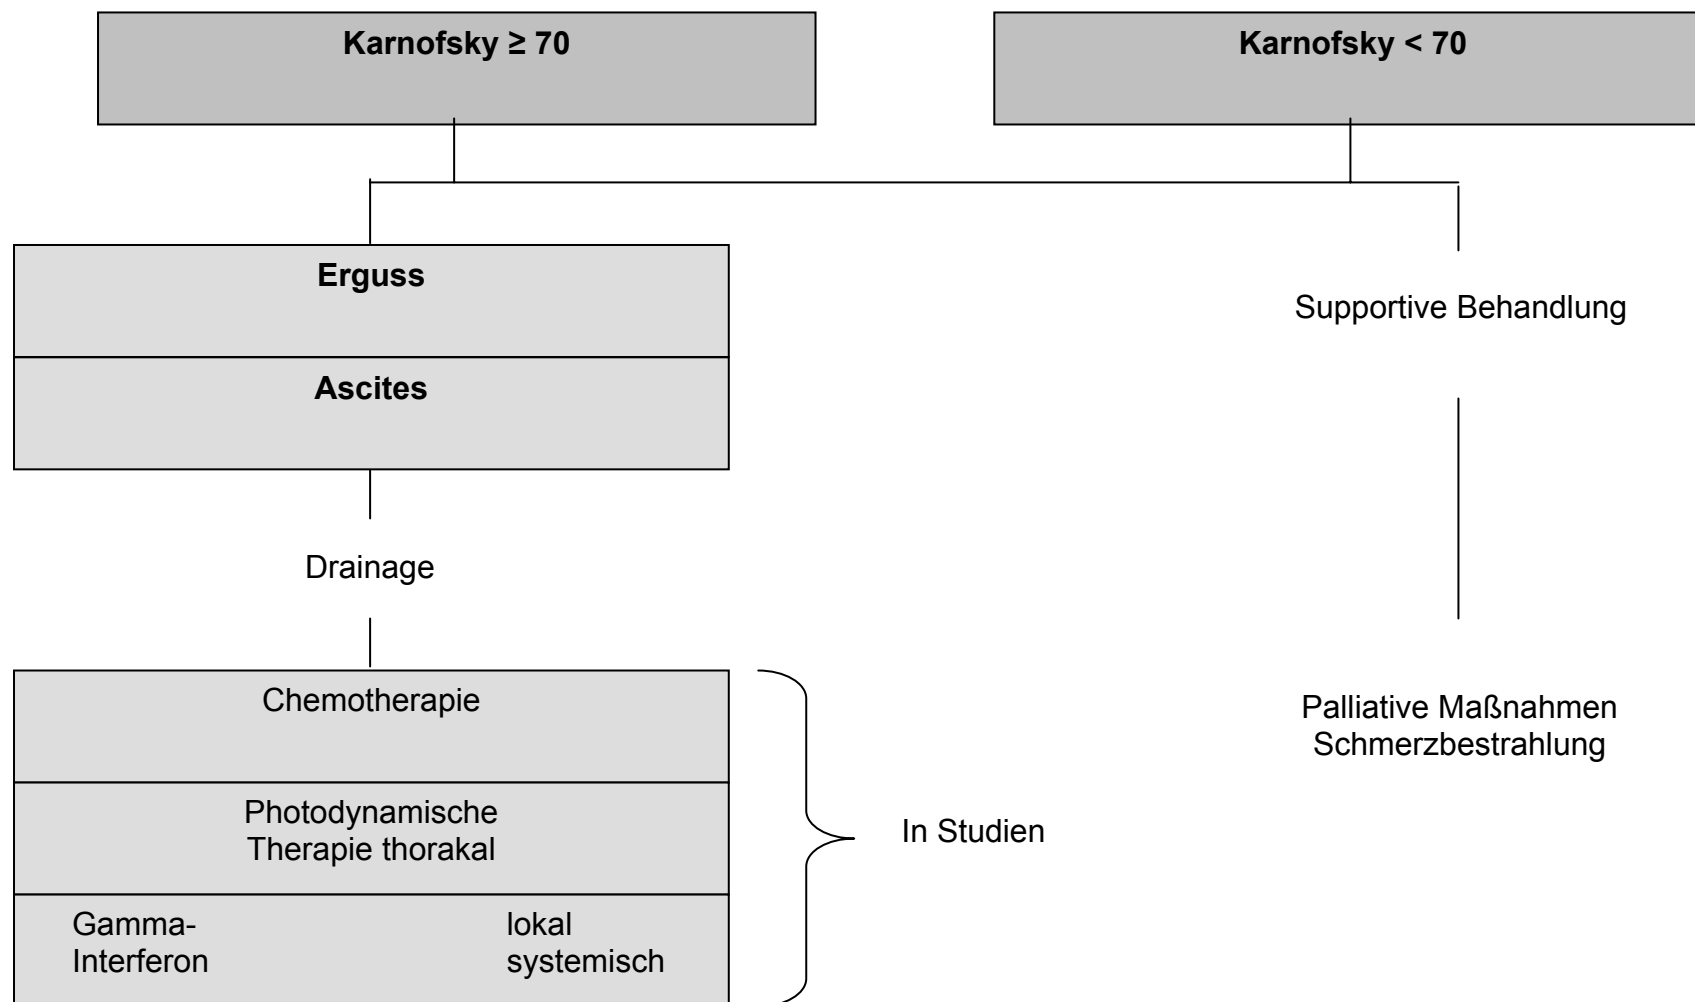 Karnofsky ≥ 70
Karnofsky < 70
Erguss
Ascites
Supportive Behandlung
Drainage
Chemotherapie
Photodynamische
Therapie thorakal
Gamma-
Interferon
lokal
systemisch
In Studien
Palliative Maßnahmen
Schmerzbestrahlung